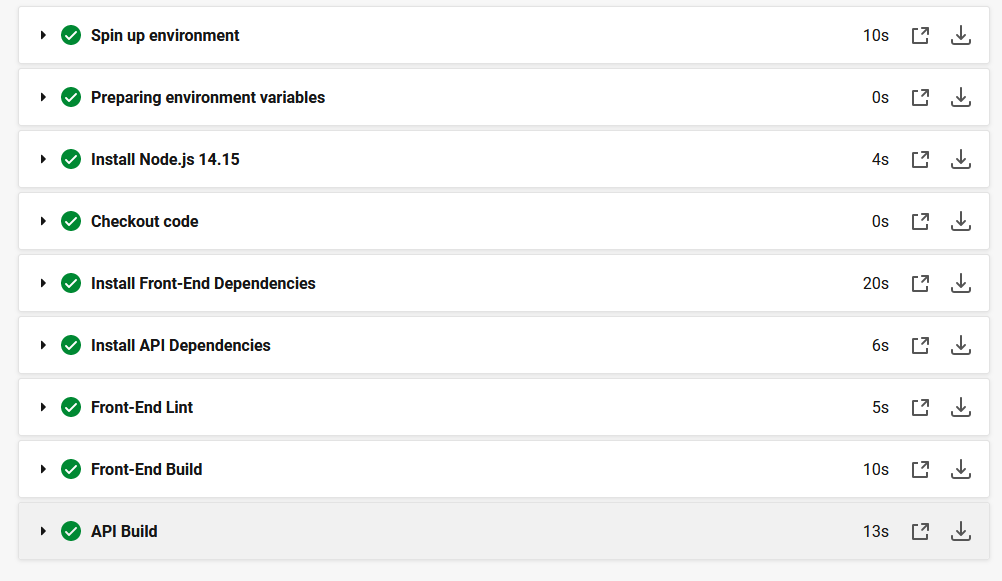 Spin up environment 10s
Preparing environment variables 0s
Install Node.js 14.15 4s
Checkout code 0s
Install Front-End Dependencies 20s
Install API Dependencies 6s
Front-End Lint 5s
Front-End Build 10s
API Build 13s